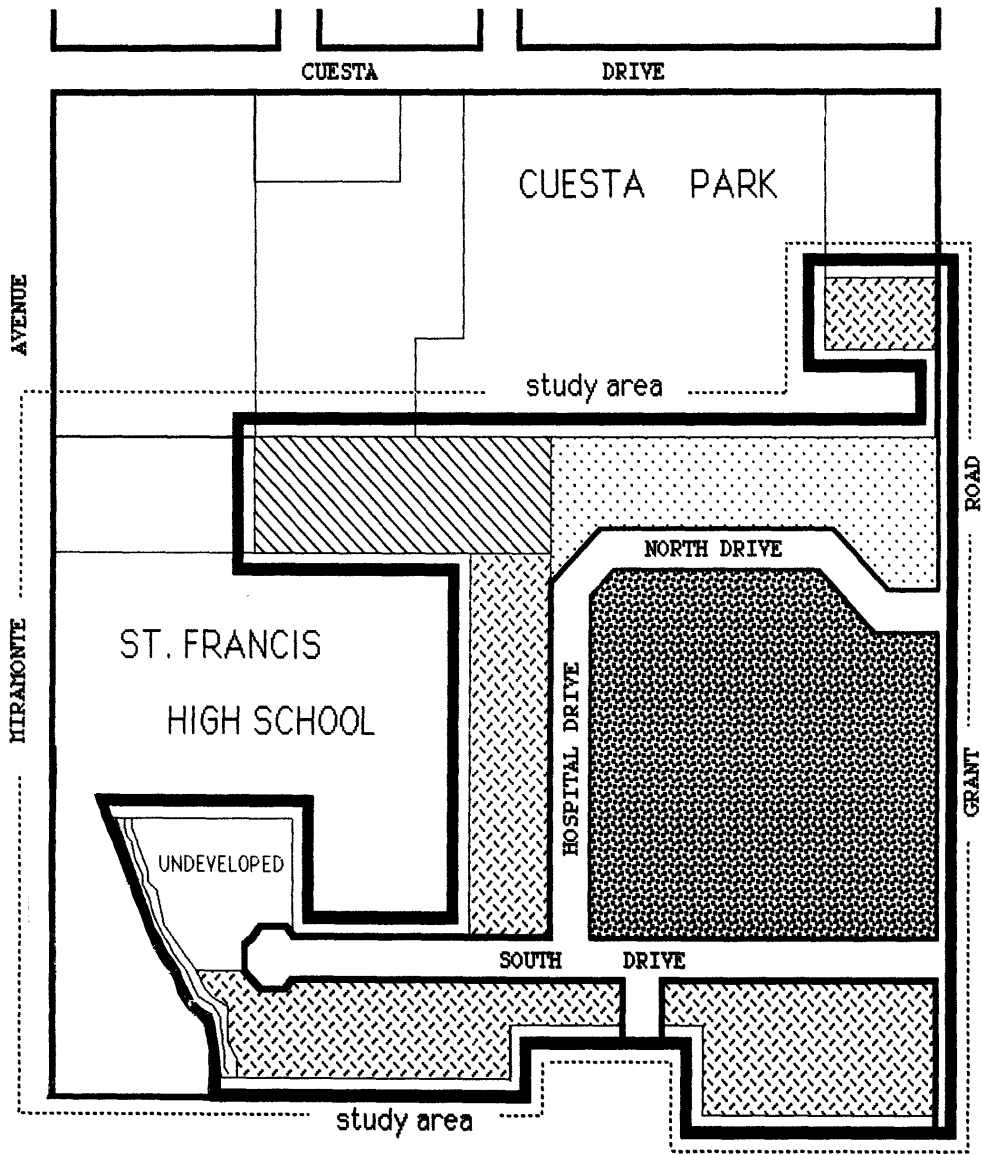 CUESTA DRIVE
CUESTA PARK
AVENUE
study area
ROAD
NORTH DRIVE
MIRAMONTE
ST. FRANCIS
HIGH SCHOOL
HOSPITAL DRIVE
GRANT
UNDEVELOPED
SOUTH DRIVE
study area